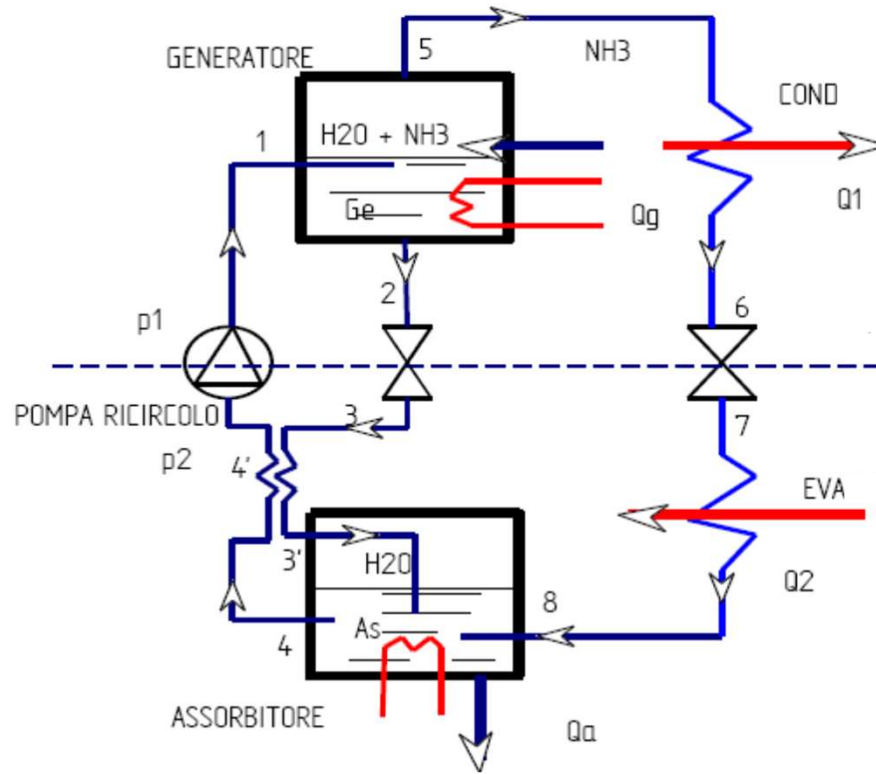 GENERATORE
5
NH3
COND
H2O + NH3
1
Ge
Qg
Q1
2
6
p1
POMPA RICIRCOLO
3
7
p2
4'
EVA
3'
H2O
Q2
8
4
As
ASSORBITORE
Qa